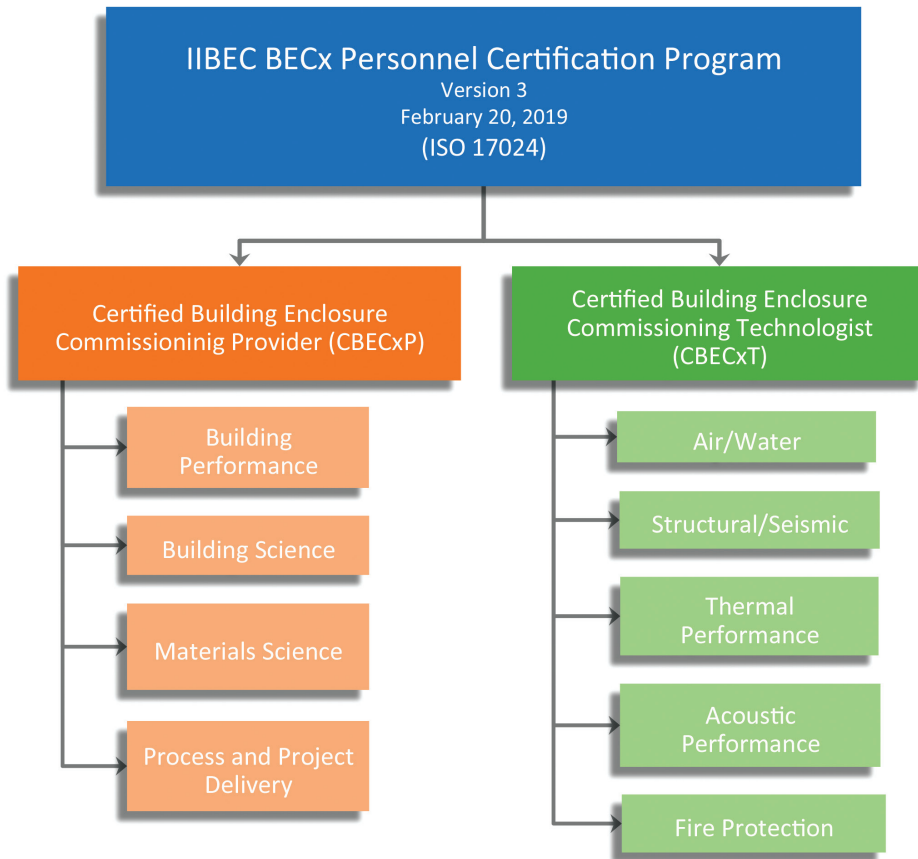 IIBEC BECx Personnel Certification Program
Version 3
February 20, 2019
(ISO 17024)
Certified Building Enclosure
Commissioninig Provider (CBECxP)
Building
Performance
Building Science
Materials Science
Process and Project
Delivery
Certified Building Enclosure
Commissioning Technologist
(CBECxT)
Air/Water
Structural/Seismic
Thermal
Performance
Acoustic
Performance
Fire Protection